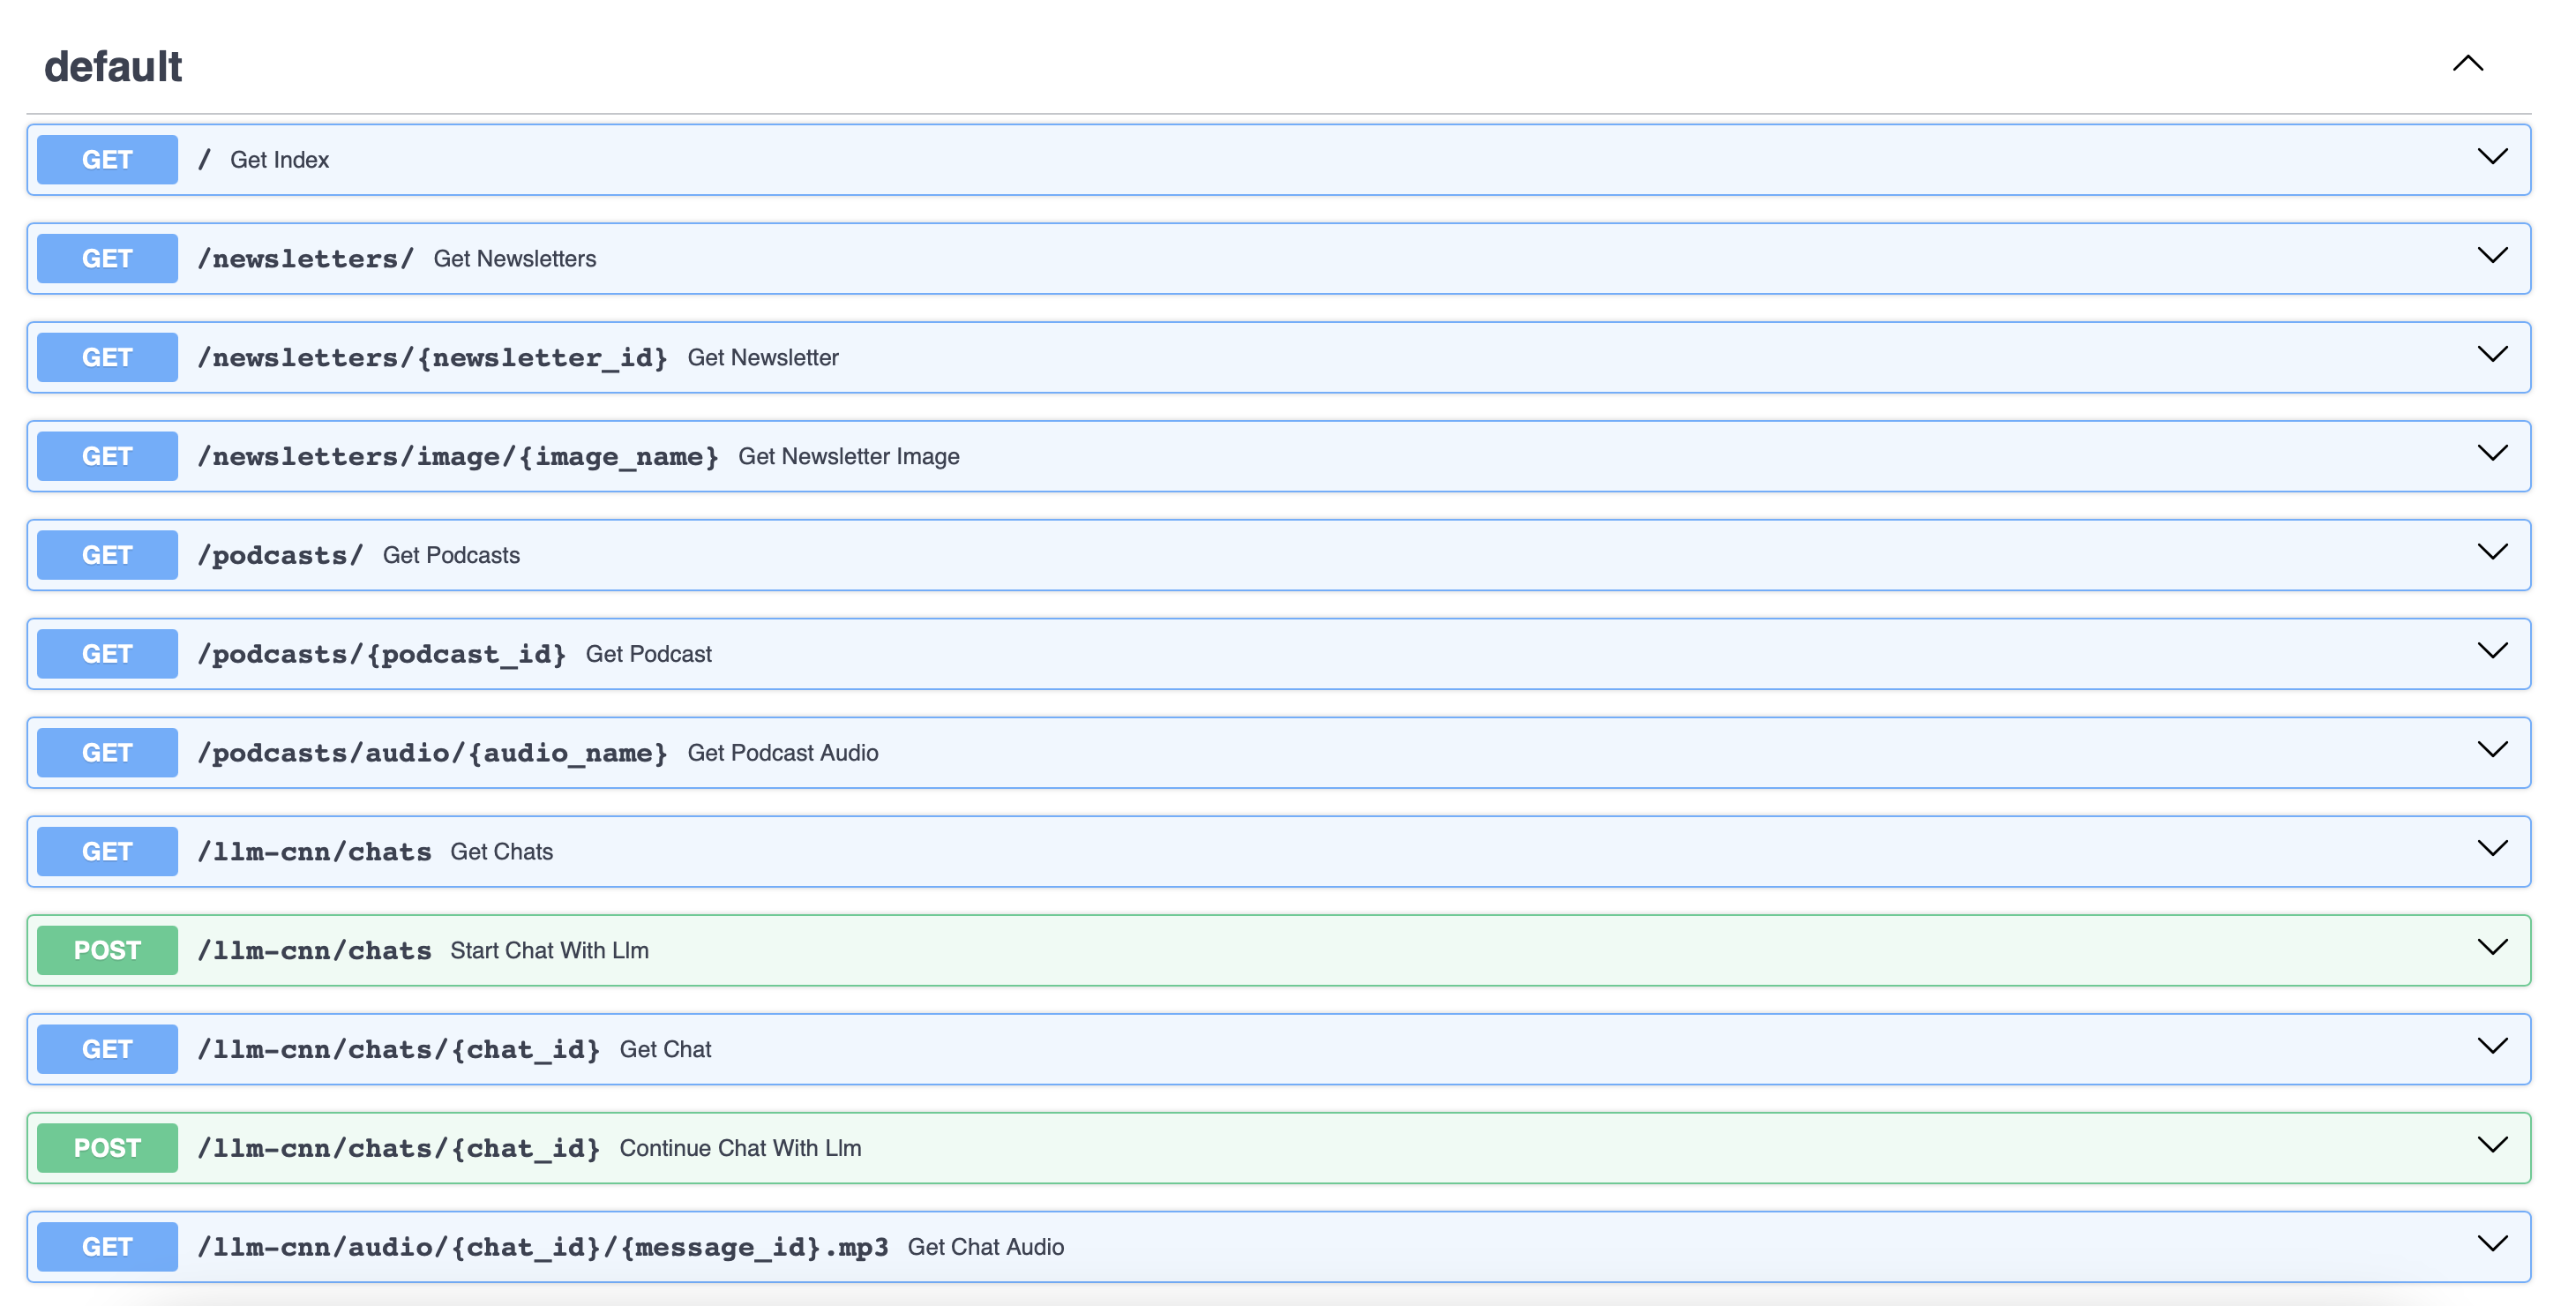 default
GET / Get Index
GET /newsletters/ Get Newsletters
GET /newsletters/{newsletter_id} Get Newsletter
GET /newsletters/image/{image_name} Get Newsletter Image
GET /podcasts/ Get Podcasts
GET /podcasts/{podcast_id} Get Podcast
GET /podcasts/audio/{audio_name} Get Podcast Audio
GET /llm-cnn/chats Get Chats
POST /llm-cnn/chats Start Chat With Llm
GET /llm-cnn/chats/{chat_id} Get Chat
POST /llm-cnn/chats/{chat_id} Continue Chat With Llm
GET /llm-cnn/audio/{chat_id}/{message_id}.mp3 Get Chat Audio